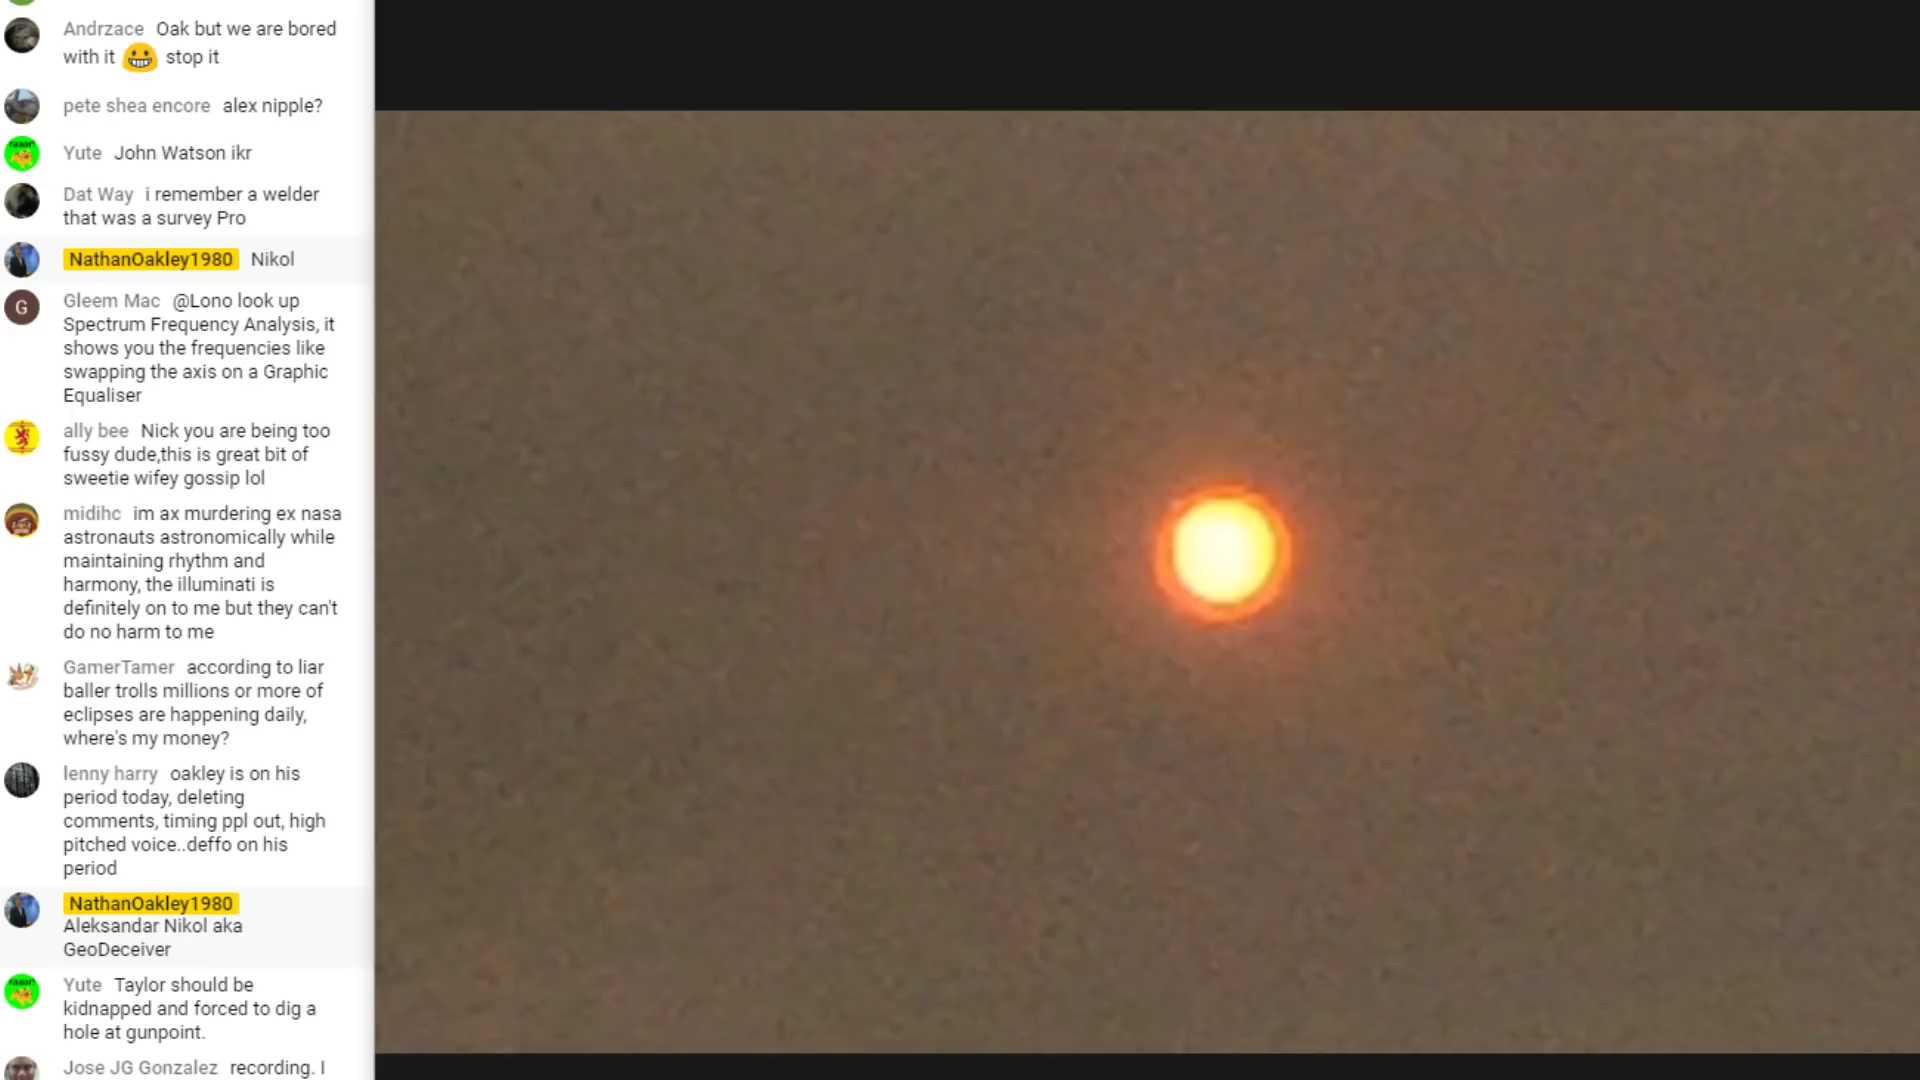 Andrzace Oak but we are bored
with it 😀 stop it
pete shea encore alex nipple?
Yute John Watson ikr
Dat Way i remember a welder
that was a survey Pro
NathanOakley1980 Nikol
G
Gleem Mac @Lono look up
Spectrum Frequency Analysis, it
shows you the frequencies like
swapping the axis on a Graphic
Equaliser
ally bee Nick you are being too
fussy dude,this is great bit of
sweetie wifey gossip lol
midihc im ax murdering ex nasa
astronauts astronomically while
maintaining rhythm and
harmony, the illuminati is
definitely on to me but they can't
do no harm to me
GamerTamer according to liar
baller trolls millions or more of
eclipses are happening daily,
where's my money?
lenny harry oakley is on his
period today, deleting
comments, timing ppl out, high
pitched voice..deffo on his
period
NathanOakley1980
Aleksandar Nikol aka
GeoDeceiver
Yute Taylor should be
kidnapped and forced to dig a
hole at gunpoint.
Jose JG Gonzalez recording. I